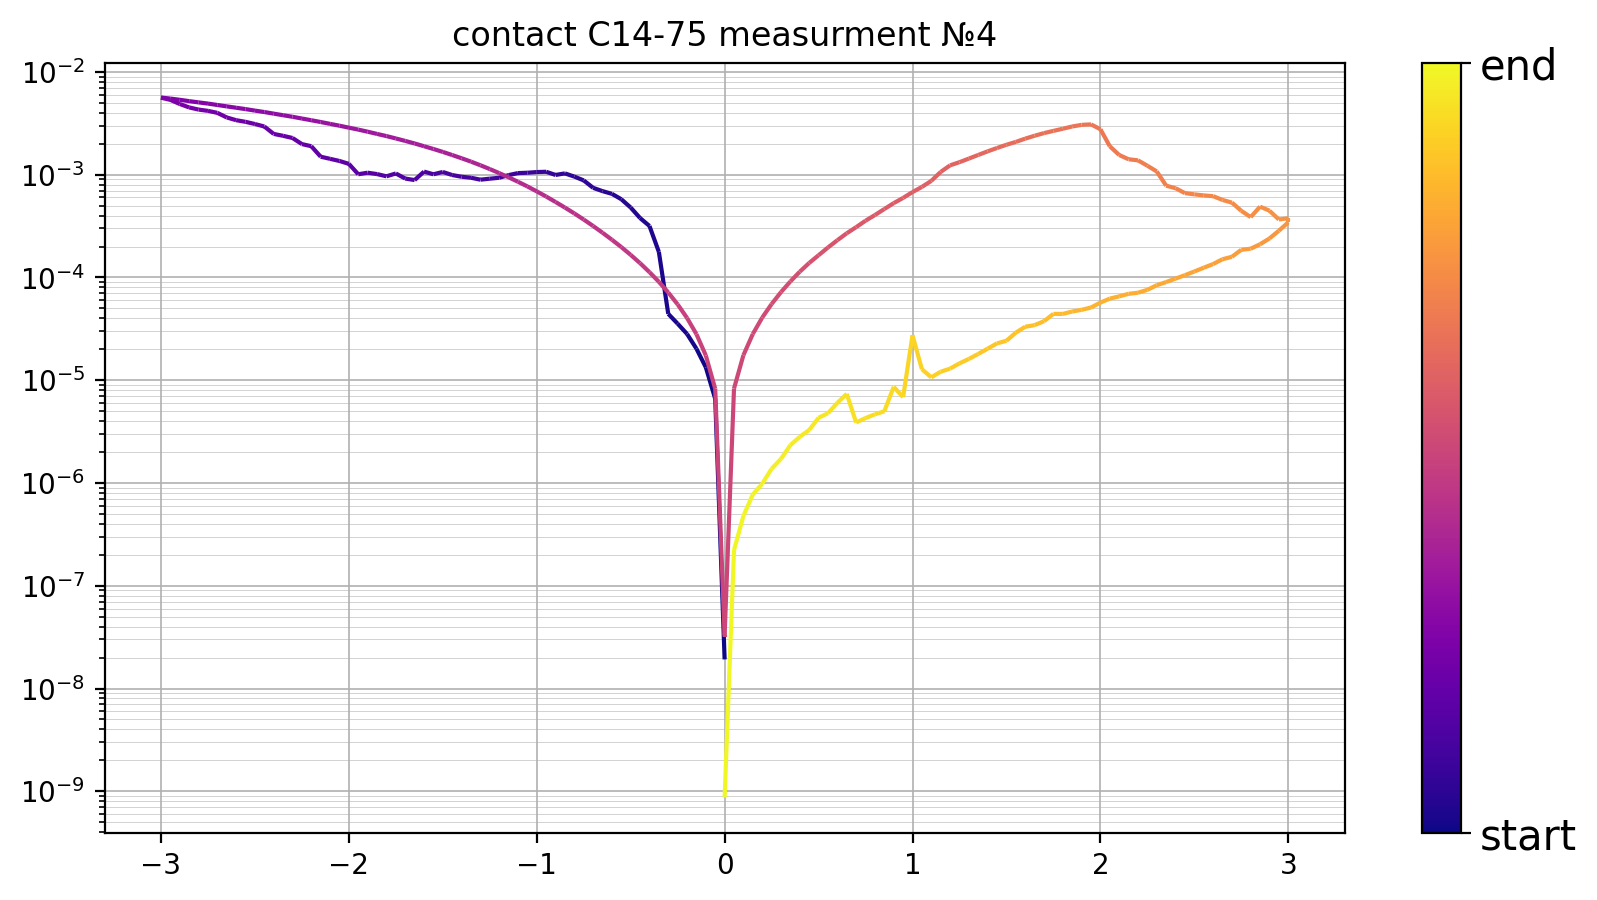 contact C14-75 measurment №4
10⁻²
10⁻³
10⁻⁴
10⁻⁵
10⁻⁶
10⁻⁷
10⁻⁸
10⁻⁹
−3 −2 −1 0 1 2 3
end
start